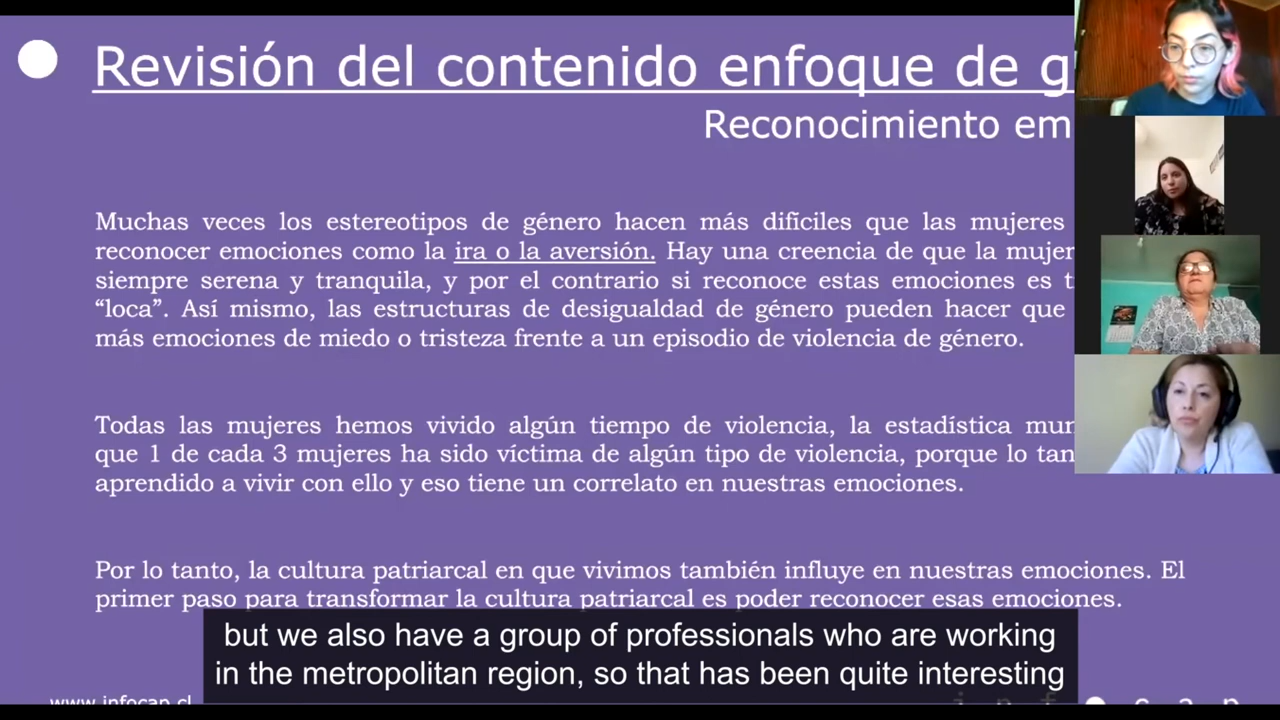 Revisión del contenido enfoque de g
Reconocimiento em
Muchas veces los estereotipos de género hacen más difíciles que las mujeres
reconocer emociones como la ira o la aversión. Hay una creencia de que la mujer
siempre serena y tranquila, y por el contrario si reconoce estas emociones es t
“loca”. Así mismo, las estructuras de desigualdad de género pueden hacer que
más emociones de miedo o tristeza frente a un episodio de violencia de género.
Todas las mujeres hemos vivido algún tiempo de violencia, la estadística mun
que 1 de cada 3 mujeres ha sido víctima de algún tipo de violencia, porque lo tan
aprendido a vivir con ello y eso tiene un correlato en nuestras emociones.
Por lo tanto, la cultura patriarcal en que vivimos también influye en nuestras emociones. El
primer paso para transformar la cultura patriarcal es poder reconocer esas emociones.
but we also have a group of professionals who are working
in the metropolitan region, so that has been quite interesting
www.infocap.cl